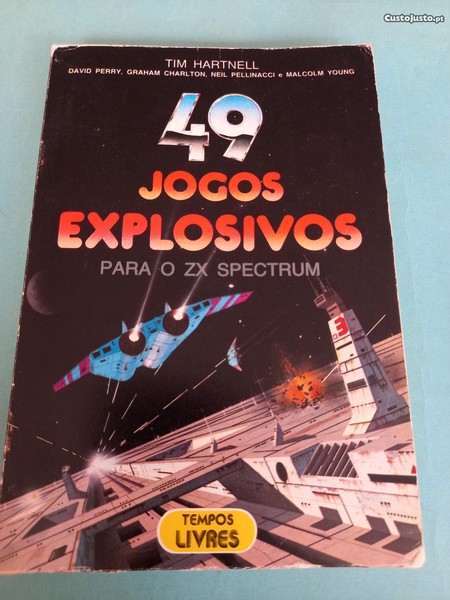 CustoJusto.pt
TIM HARTNELL
DAVID PERRY, GRAHAM CHARLTON, NEIL PELLINACCI e MALCOLM YOUNG
49
JOGOS
EXPLOSIVOS
PARA O ZX SPECTRUM
3
TEMPOS
LIVRES